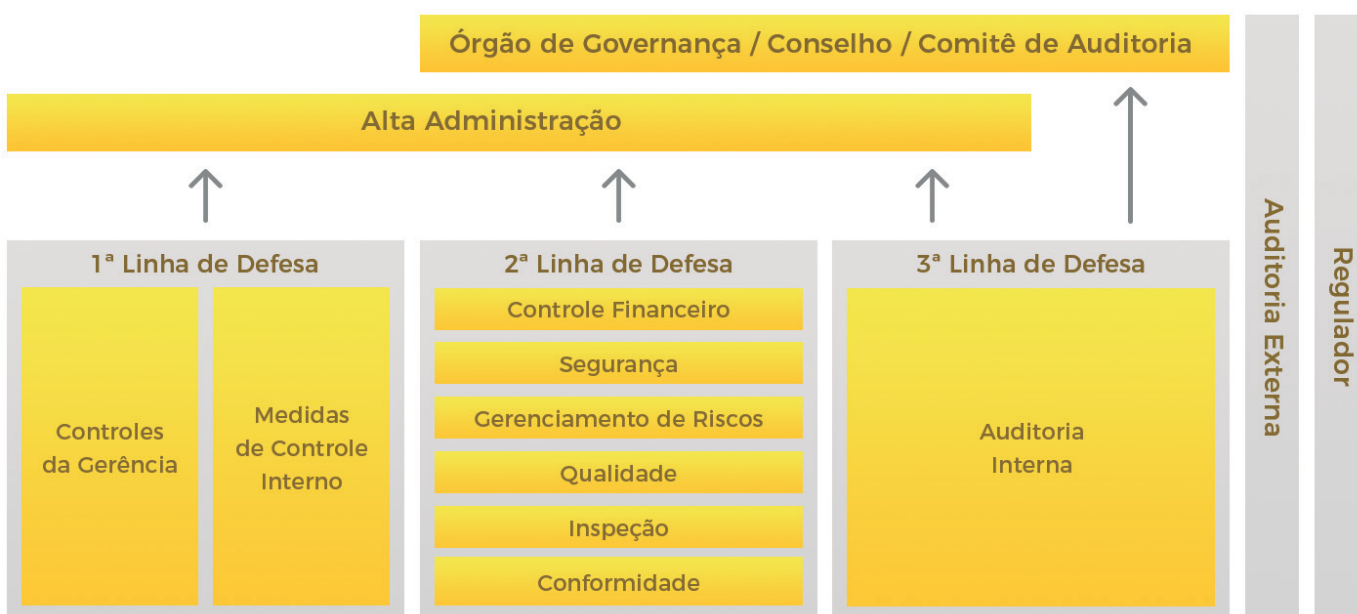 Órgão de Governança / Conselho / Comitê de Auditoria
Alta Administração
1ª Linha de Defesa
Controles
da Gerência
Medidas
de Controle
Interno
2ª Linha de Defesa
Controle Financeiro
Segurança
Gerenciamento de Riscos
Qualidade
Inspeção
Conformidade
3ª Linha de Defesa
Auditoria
Interna
Auditoria Externa
Regulador